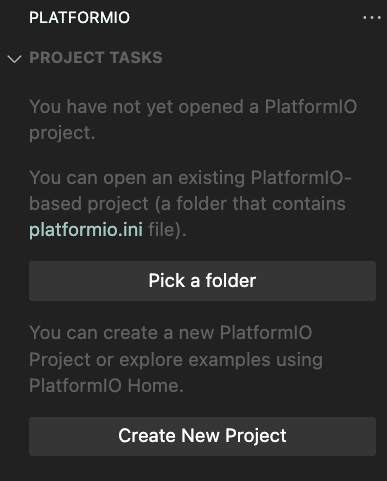 PLATFORMIO
PROJECT TASKS
You have not yet opened a PlatformIO
project.
You can open an existing PlatformIO-
based project (a folder that contains
platformio.ini file).
Pick a folder
You can create a new PlatformIO
Project or explore examples using
PlatformIO Home.
Create New Project